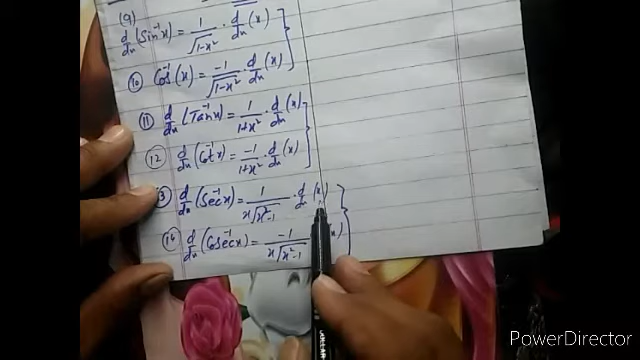 (9)
d/dx (Sin⁻¹x) = 1/√(1-x²) · d/dx (x)
(10) Cos⁻¹(x) = -1/√(1-x²) · d/dx (x)
(11) d/dx (Tan⁻¹x) = 1/(1+x²) · d/dx (x)
(12) d/dx (Cot⁻¹x) = -1/(1+x²) · d/dx (x)
13 d/dx (Sec⁻¹x) = 1/(x√(x²-1)) · d/dx (x)
(14) d/dx (Cosec⁻¹x) = -1/(x√(x²-1)) x)
PowerDirector